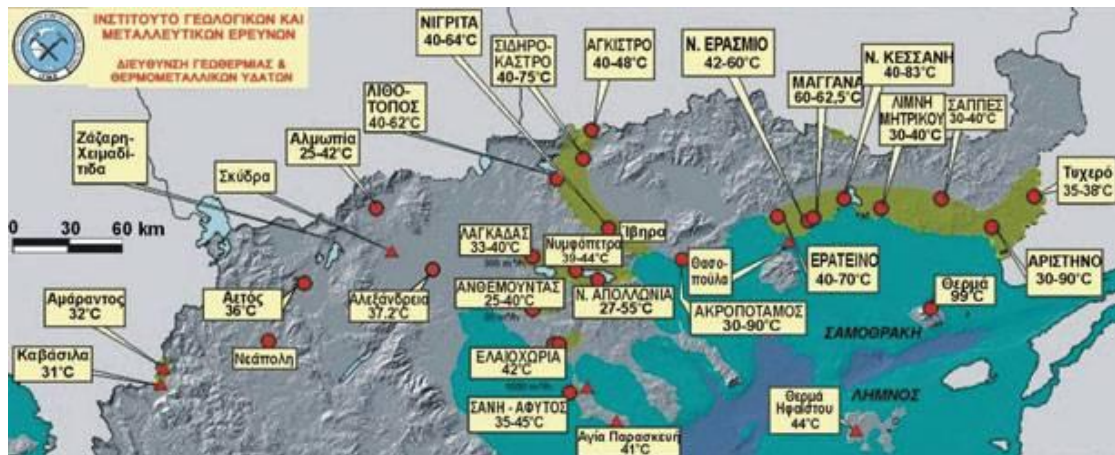 ΙΝΣΤΙΤΟΥΤΟ ΓΕΩΛΟΓΙΚΩΝ ΚΑΙ
ΜΕΤΑΛΛΕΥΤΙΚΩΝ ΕΡΕΥΝΩΝ
ΔΙΕΥΘΥΝΣΗ ΓΕΩΘΕΡΜΙΑΣ &
ΘΕΡΜΟΜΕΤΑΛΛΙΚΩΝ ΥΔΑΤΩΝ
ΝΙΓΡΙΤΑ
40-64°C
ΣΙΔΗΡΟ-
ΚΑΣΤΡΟ
40-75°C
ΑΓΚΙΣΤΡΟ
40-48°C
Ν. ΕΡΑΣΜΙΟ
42-60°C
ΜΑΓΓΑΝΑ
60-62,5°C
Ν. ΚΕΣΣΑΝΗ
40-83°C
ΛΙΜΝΗ
ΜΗΤΡΙΚΟΥ
30-40°C
ΣΑΠΠΕΣ
30-40°C
ΛΙΘΟ-
ΤΟΠΟΣ
40-62°C
Ζάζαρη-
Χειμαδί-
τιδα
Αλμωπία
25-42°C
Σκύδρα
Τυχερό
35-38°C
0 30 60 km
ΛΑΓΚΑΔΑΣ
33-40°C
Νυμφόπετρα
39-44°C
Ίβηρα
Θασο-
πούλα
ΕΡΑΤΕΙΝΟ
40-70°C
ΑΡΙΣΤΗΝΟ
30-90°C
Αμάραντος
32°C
Αετός
36°C
Αλεξάνδρεια
37.2°C
ΑΝΘΕΜΟΥΝΤΑΣ
25-40°C
Ν. ΑΠΟΛΛΩΝΙΑ
27-55°C
ΑΚΡΟΠΟΤΑΜΟΣ
30-90°C
Θερμά
99°C
ΣΑΜΟΘΡΑΚΗ
Καβάσιλα
31°C
Νεάπολη
ΕΛΑΙΟΧΩΡΙΑ
42°C
ΣΑΝΗ - ΑΦΥΤΟΣ
35-45°C
Αγία Παρασκευή
41°C
Θερμά
Ηφαίστου
44°C
ΛΗΜΝΟΣ